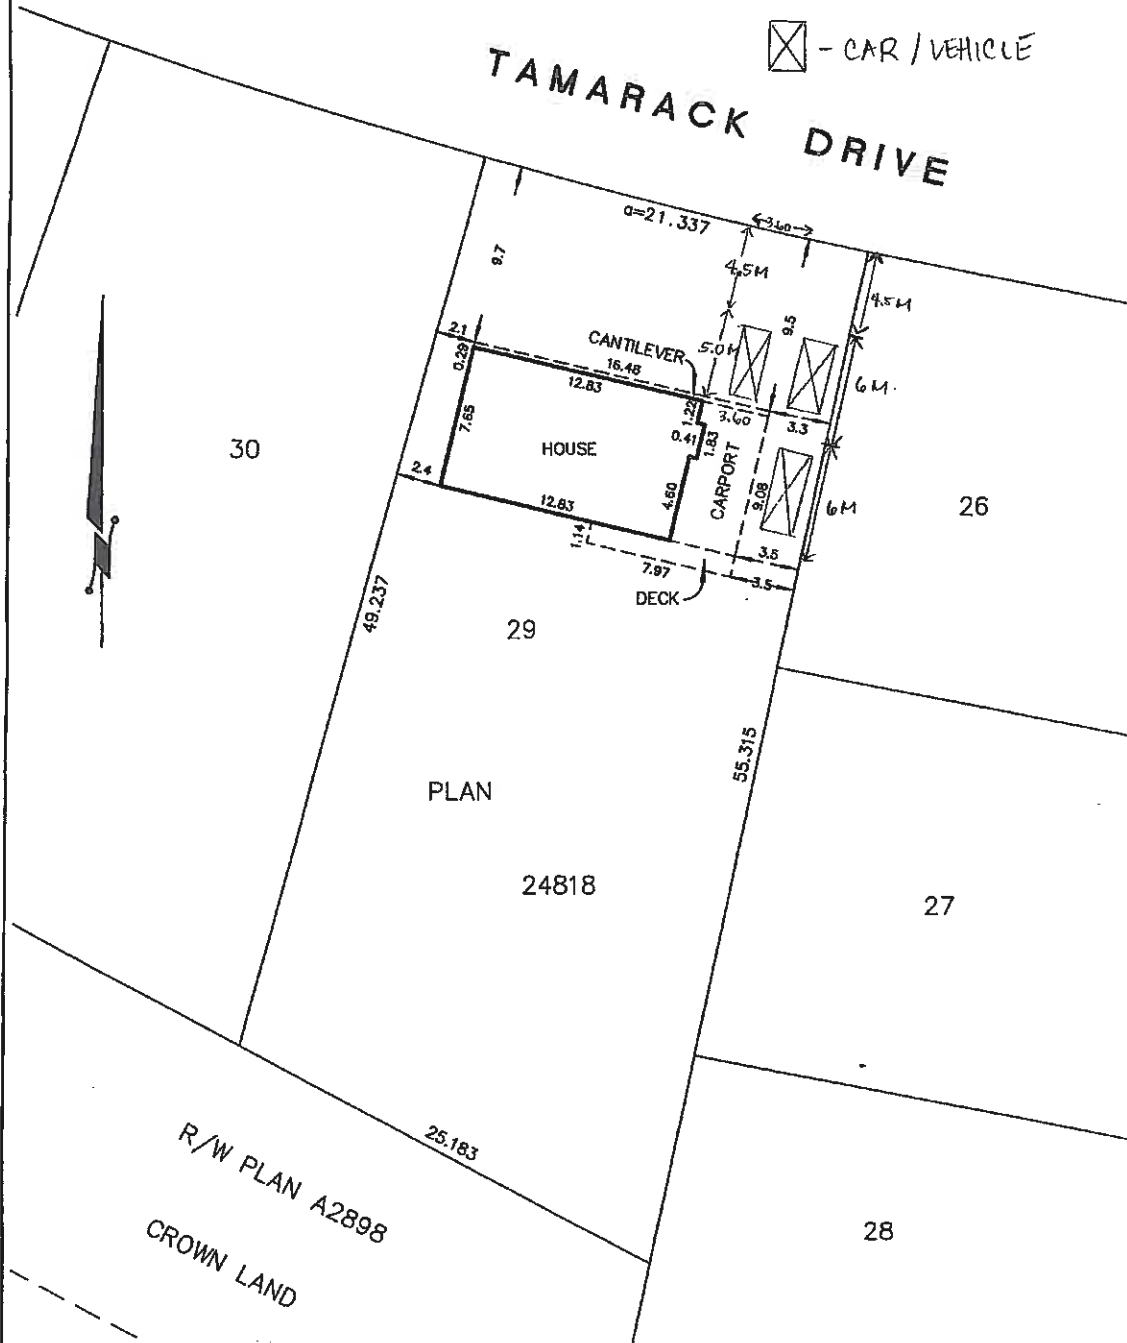 - CAR / VEHICLE
TAMARACK DRIVE
a=21.337
3.60
9.7
4.5M
4.5M
9.5
2.1
0.29
CANTILEVER
5.0M
16.48
12.83
6M.
1.22
3.60
3.3
7.65
0.41
1.83
30
HOUSE
CARPORT
2.4
12.83
4.60
9.08
6M
26
1.14
7.97
3.5
3.5
DECK
49.237
29
55.315
PLAN
24818
27
25.183
R/W PLAN A2898
CROWN LAND
28